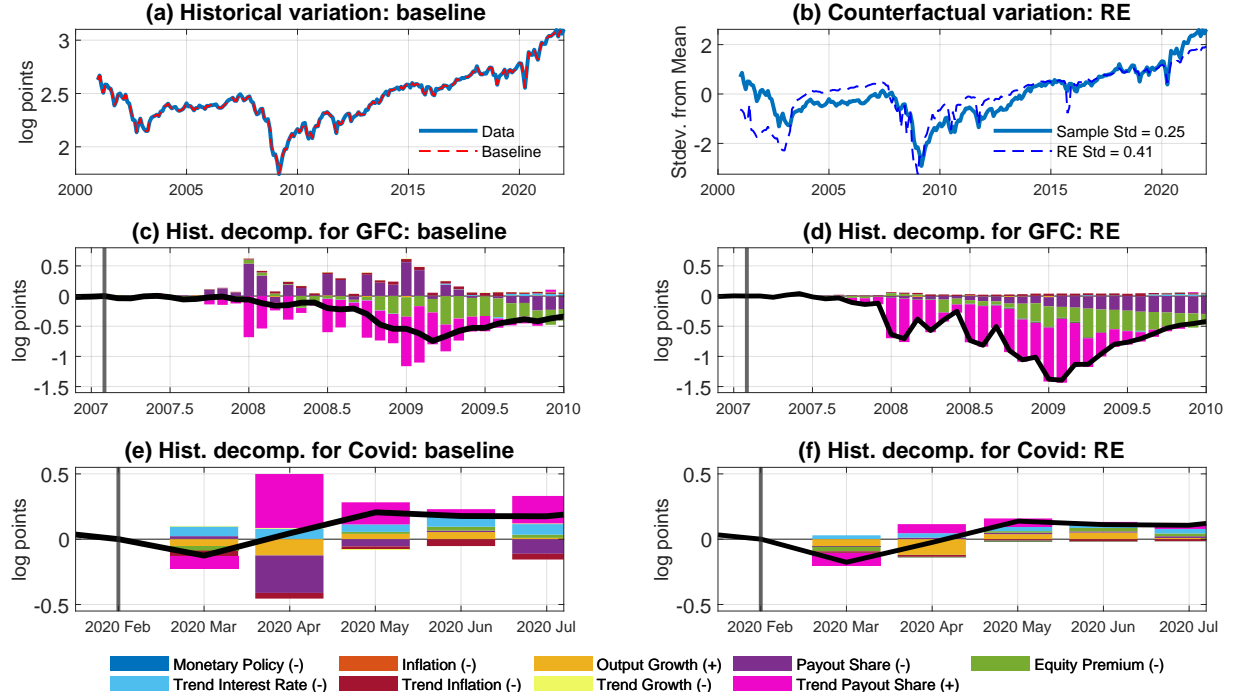 (a) Historical variation: baseline
log points
3
2.5
2
Data
Baseline
2000 2005 2010 2015 2020
(b) Counterfactual variation: RE
Stdev. from Mean
2
0
-2
Sample Std = 0.25
RE Std = 0.41
2000 2005 2010 2015 2020
(c) Hist. decomp. for GFC: baseline
log points
0.5
0
-0.5
-1
-1.5
2007 2007.5 2008 2008.5 2009 2009.5 2010
(d) Hist. decomp. for GFC: RE
log points
0.5
0
-0.5
-1
-1.5
2007 2007.5 2008 2008.5 2009 2009.5 2010
(e) Hist. decomp. for Covid: baseline
log points
0.5
0
-0.5
2020 Feb 2020 Mar 2020 Apr 2020 May 2020 Jun 2020 Jul
(f) Hist. decomp. for Covid: RE
log points
0.5
0
-0.5
2020 Feb 2020 Mar 2020 Apr 2020 May 2020 Jun 2020 Jul
Monetary Policy (-) Inflation (-) Output Growth (+) Payout Share (-) Equity Premium (-)
Trend Interest Rate (-) Trend Inflation (-) Trend Growth (-) Trend Payout Share (+)